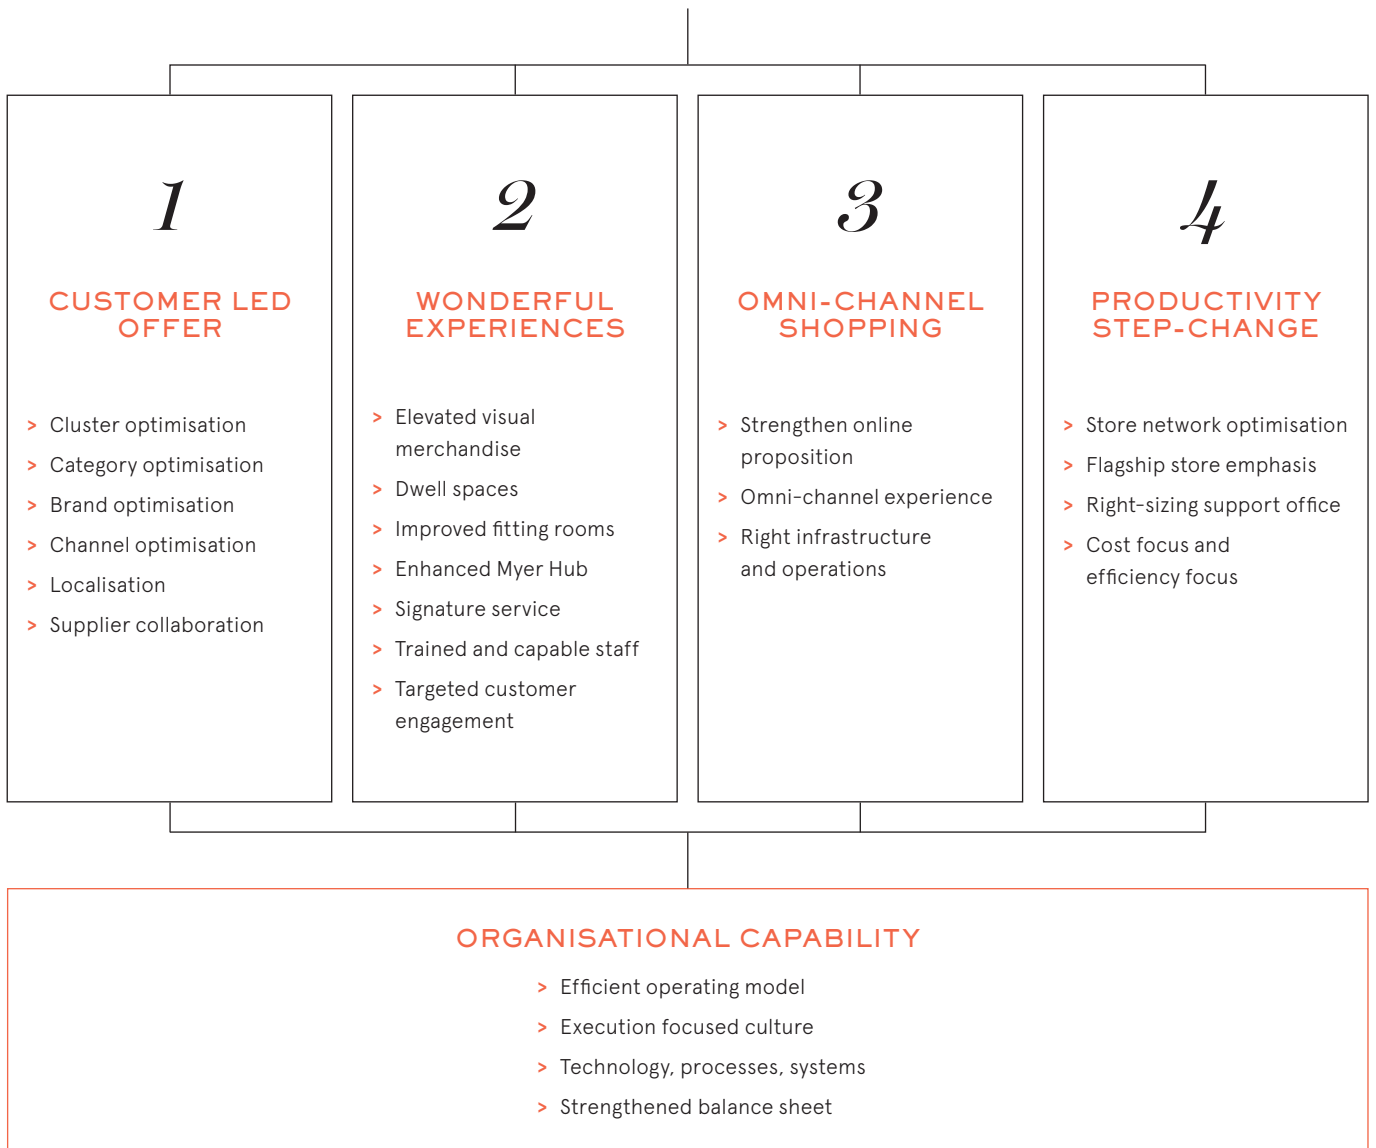 1
CUSTOMER LED
OFFER
> Cluster optimisation
> Category optimisation
> Brand optimisation
> Channel optimisation
> Localisation
> Supplier collaboration
2
WONDERFUL
EXPERIENCES
> Elevated visual
merchandise
> Dwell spaces
> Improved fitting rooms
> Enhanced Myer Hub
> Signature service
> Trained and capable staff
> Targeted customer
engagement
3
OMNI-CHANNEL
SHOPPING
> Strengthen online
proposition
> Omni-channel experience
> Right infrastructure
and operations
4
PRODUCTIVITY
STEP-CHANGE
> Store network optimisation
> Flagship store emphasis
> Right-sizing support office
> Cost focus and
efficiency focus
ORGANISATIONAL CAPABILITY
> Efficient operating model
> Execution focused culture
> Technology, processes, systems
> Strengthened balance sheet